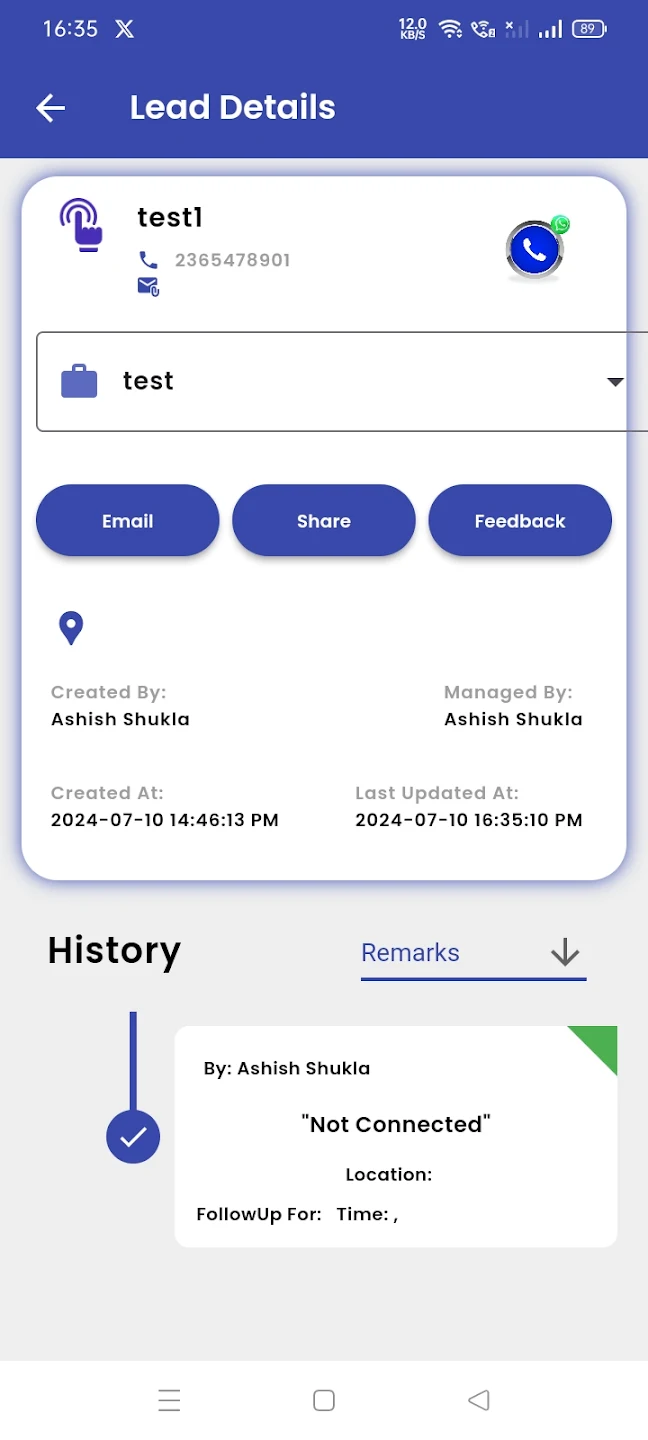 16:35 X 12.0 KB/S 89
Lead Details
test1
2365478901
test
Email Share Feedback
Created By: Managed By:
Ashish Shukla Ashish Shukla
Created At: Last Updated At:
2024-07-10 14:46:13 PM 2024-07-10 16:35:10 PM
History Remarks
By: Ashish Shukla
"Not Connected"
Location:
FollowUp For: Time: ,